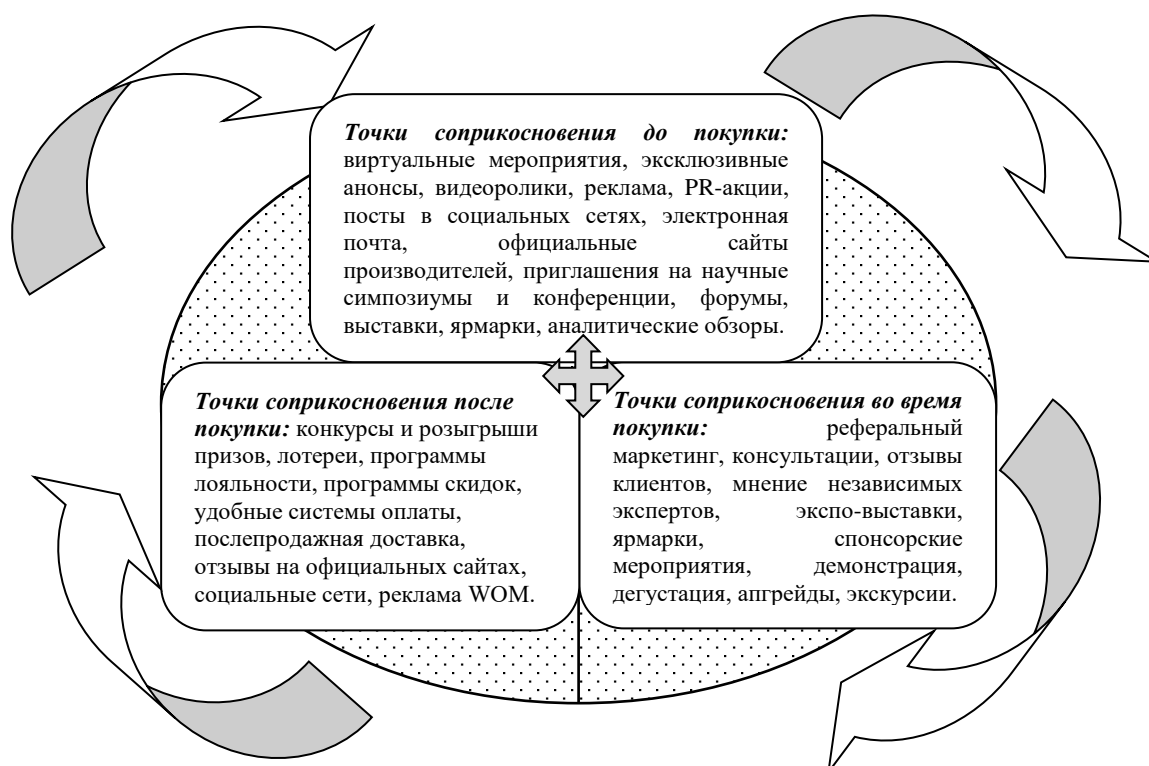 Точки соприкосновения до покупки:
виртуальные мероприятия, эксклюзивные
анонсы, видеоролики, реклама, PR-акции,
посты в социальных сетях, электронная
почта, официальные сайты
производителей, приглашения на научные
симпозиумы и конференции, форумы,
выставки, ярмарки, аналитические обзоры.
Точки соприкосновения после
покупки: конкурсы и розыгрыши
призов, лотереи, программы
лояльности, программы скидок,
удобные системы оплаты,
послепродажная доставка,
отзывы на официальных сайтах,
социальные сети, реклама WOM.
Точки соприкосновения во время
покупки: реферальный
маркетинг, консультации, отзывы
клиентов, мнение независимых
экспертов, экспо-выставки,
ярмарки, спонсорские
мероприятия, демонстрация,
дегустация, апгрейды, экскурсии.